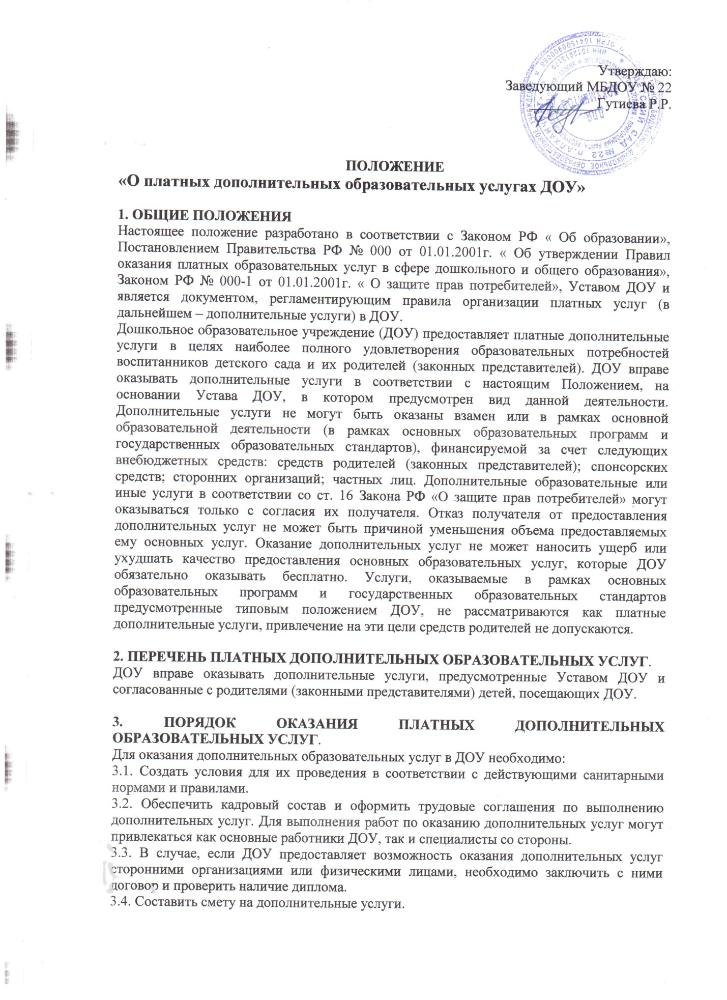 Утверждаю:
Заведующий МБДОУ № 22
_________ Гутиева Р.Р.
ДЕТСКИЙ САД №22 П.АЛХАНЧУРТ
ИНН 1512013170
ОГРН 1041500900088
ДЛЯ ДОКУМЕНТОВ
ПОЛОЖЕНИЕ
«О платных дополнительных образовательных услугах ДОУ»
1. ОБЩИЕ ПОЛОЖЕНИЯ
Настоящее положение разработано в соответствии с Законом РФ « Об образовании»,
Постановлением Правительства РФ № 000 от 01.01.2001г. « Об утверждении Правил
оказания платных образовательных услуг в сфере дошкольного и общего образования»,
Законом РФ № 000-1 от 01.01.2001г. « О защите прав потребителей», Уставом ДОУ и
является документом, регламентирующим правила организации платных услуг (в
дальнейшем – дополнительные услуги) в ДОУ.
Дошкольное образовательное учреждение (ДОУ) предоставляет платные дополнительные
услуги в целях наиболее полного удовлетворения образовательных потребностей
воспитанников детского сада и их родителей (законных представителей). ДОУ вправе
оказывать дополнительные услуги в соответствии с настоящим Положением, на
основании Устава ДОУ, в котором предусмотрен вид данной деятельности.
Дополнительные услуги не могут быть оказаны взамен или в рамках основной
образовательной деятельности (в рамках основных образовательных программ и
государственных образовательных стандартов), финансируемой за счет следующих
внебюджетных средств: средств родителей (законных представителей); спонсорских
средств; сторонних организаций; частных лиц. Дополнительные образовательные или
иные услуги в соответствии со ст. 16 Закона РФ «О защите прав потребителей» могут
оказываться только с согласия их получателя. Отказ получателя от предоставления
дополнительных услуг не может быть причиной уменьшения объема предоставляемых
ему основных услуг. Оказание дополнительных услуг не может наносить ущерб или
ухудшать качество предоставления основных образовательных услуг, которые ДОУ
обязательно оказывать бесплатно. Услуги, оказываемые в рамках основных
образовательных программ и государственных образовательных стандартов
предусмотренные типовым положением ДОУ, не рассматриваются как платные
дополнительные услуги, привлечение на эти цели средств родителей не допускаются.
2. ПЕРЕЧЕНЬ ПЛАТНЫХ ДОПОЛНИТЕЛЬНЫХ ОБРАЗОВАТЕЛЬНЫХ УСЛУГ.
ДОУ вправе оказывать дополнительные услуги, предусмотренные Уставом ДОУ и
согласованные с родителями (законными представителями) детей, посещающих ДОУ.
3. ПОРЯДОК ОКАЗАНИЯ ПЛАТНЫХ ДОПОЛНИТЕЛЬНЫХ
ОБРАЗОВАТЕЛЬНЫХ УСЛУГ.
Для оказания дополнительных образовательных услуг в ДОУ необходимо:
3.1. Создать условия для их проведения в соответствии с действующими санитарными
нормами и правилами.
3.2. Обеспечить кадровый состав и оформить трудовые соглашения по выполнению
дополнительных услуг. Для выполнения работ по оказанию дополнительных услуг могут
привлекаться как основные работники ДОУ, так и специалисты со стороны.
3.3. В случае, если ДОУ предоставляет возможность оказания дополнительных услуг
сторонними организациями или физическими лицами, необходимо заключить с ними
договор и проверить наличие диплома.
3.4. Составить смету на дополнительные услуги.